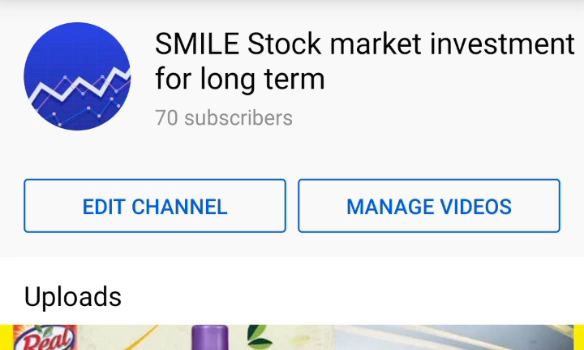 SMILE Stock market investment
for long term
70 subscribers
EDIT CHANNEL
MANAGE VIDEOS
Uploads
Real